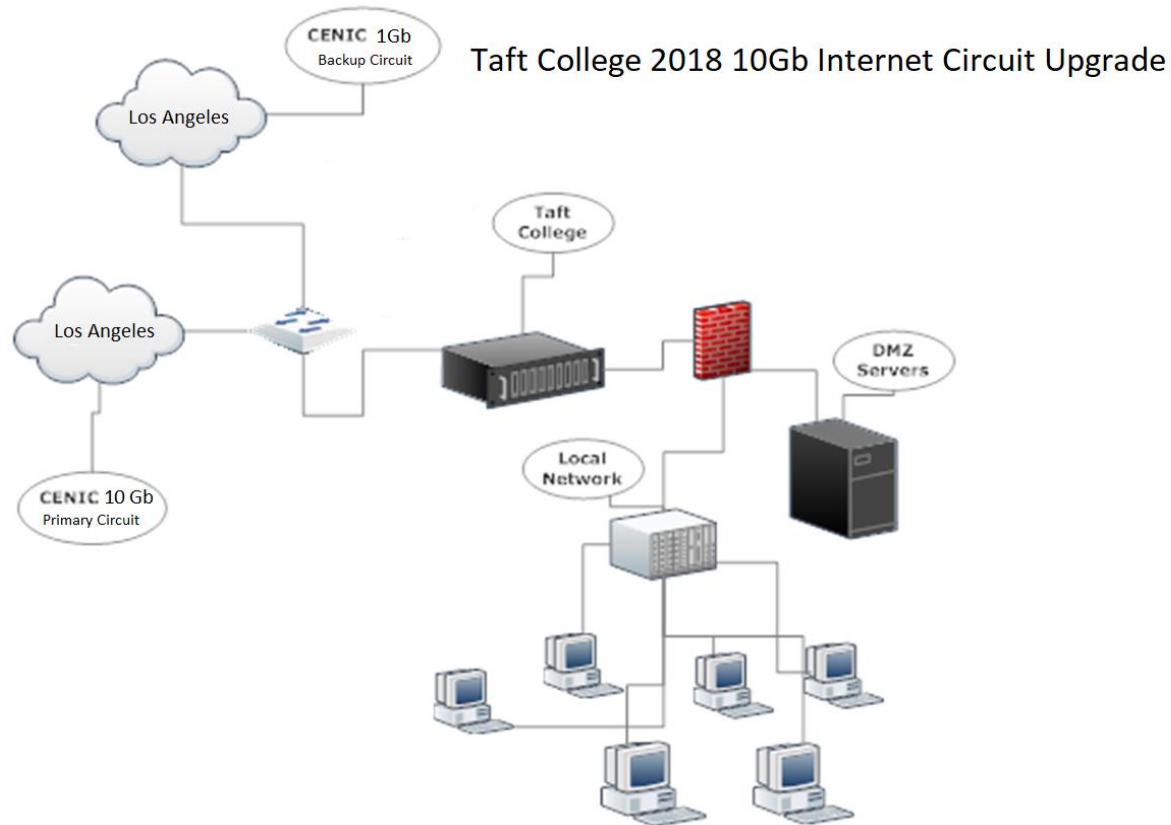 CENIC 1Gb
Backup Circuit
Taft College 2018 10Gb Internet Circuit Upgrade
Los Angeles
Taft
College
Los Angeles
DMZ
Servers
Local
Network
CENIC 10 Gb
Primary Circuit